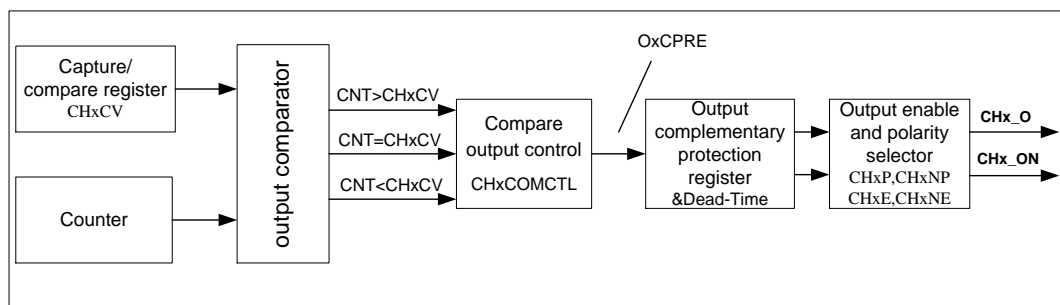 OxCPRE
Capture/
compare register
CHxCV
Counter
output comparator
CNT>CHxCV
CNT=CHxCV
CNT<CHxCV
Compare
output control
CHxCOMCTL
Output
complementary
protection
register
&Dead-Time
Output enable
and polarity
selector
CHxP,CHxNP
CHxE,CHxNE
CHx_O
CHx_ON